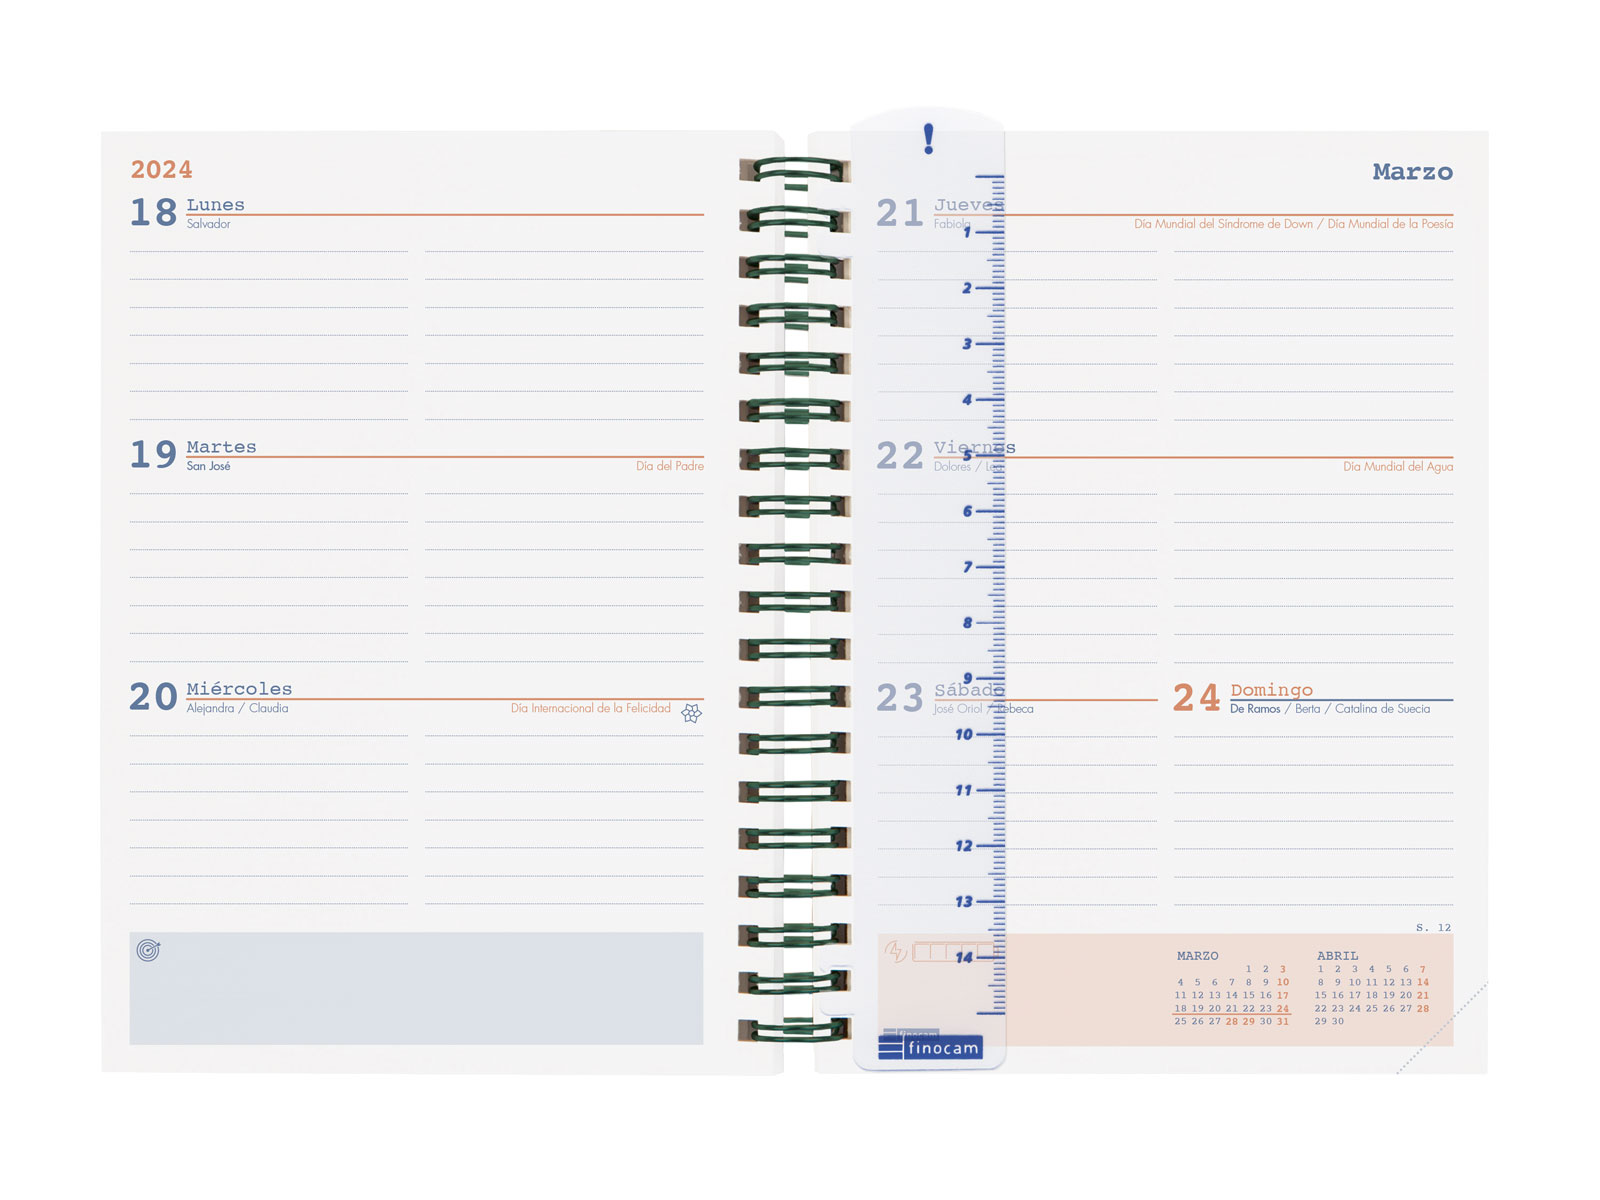 2024
18 Lunes
Salvador
19 Martes
San José
Día del Padre
20 Miércoles
Alejandra / Claudia
Día Internacional de la Felicidad
!
Marzo
21 Jueves
Fabiola
Día Mundial del Síndrome de Down / Día Mundial de la Poesía
22 Viernes
Dolores / Lea
Día Mundial del Agua
23 Sábado
José Oriol / Rebeca
24 Domingo
De Ramos / Berta / Catalina de Suecia
1
2
3
4
5
6
7
8
9
10
11
12
13
14
S. 12
MARZO
1 2 3
4 5 6 7 8 9 10
11 12 13 14 15 16 17
18 19 20 21 22 23 24
25 26 27 28 29 30 31
ABRIL
1 2 3 4 5 6 7
8 9 10 11 12 13 14
15 16 17 18 19 20 21
22 23 24 25 26 27 28
29 30
finocam
finocam